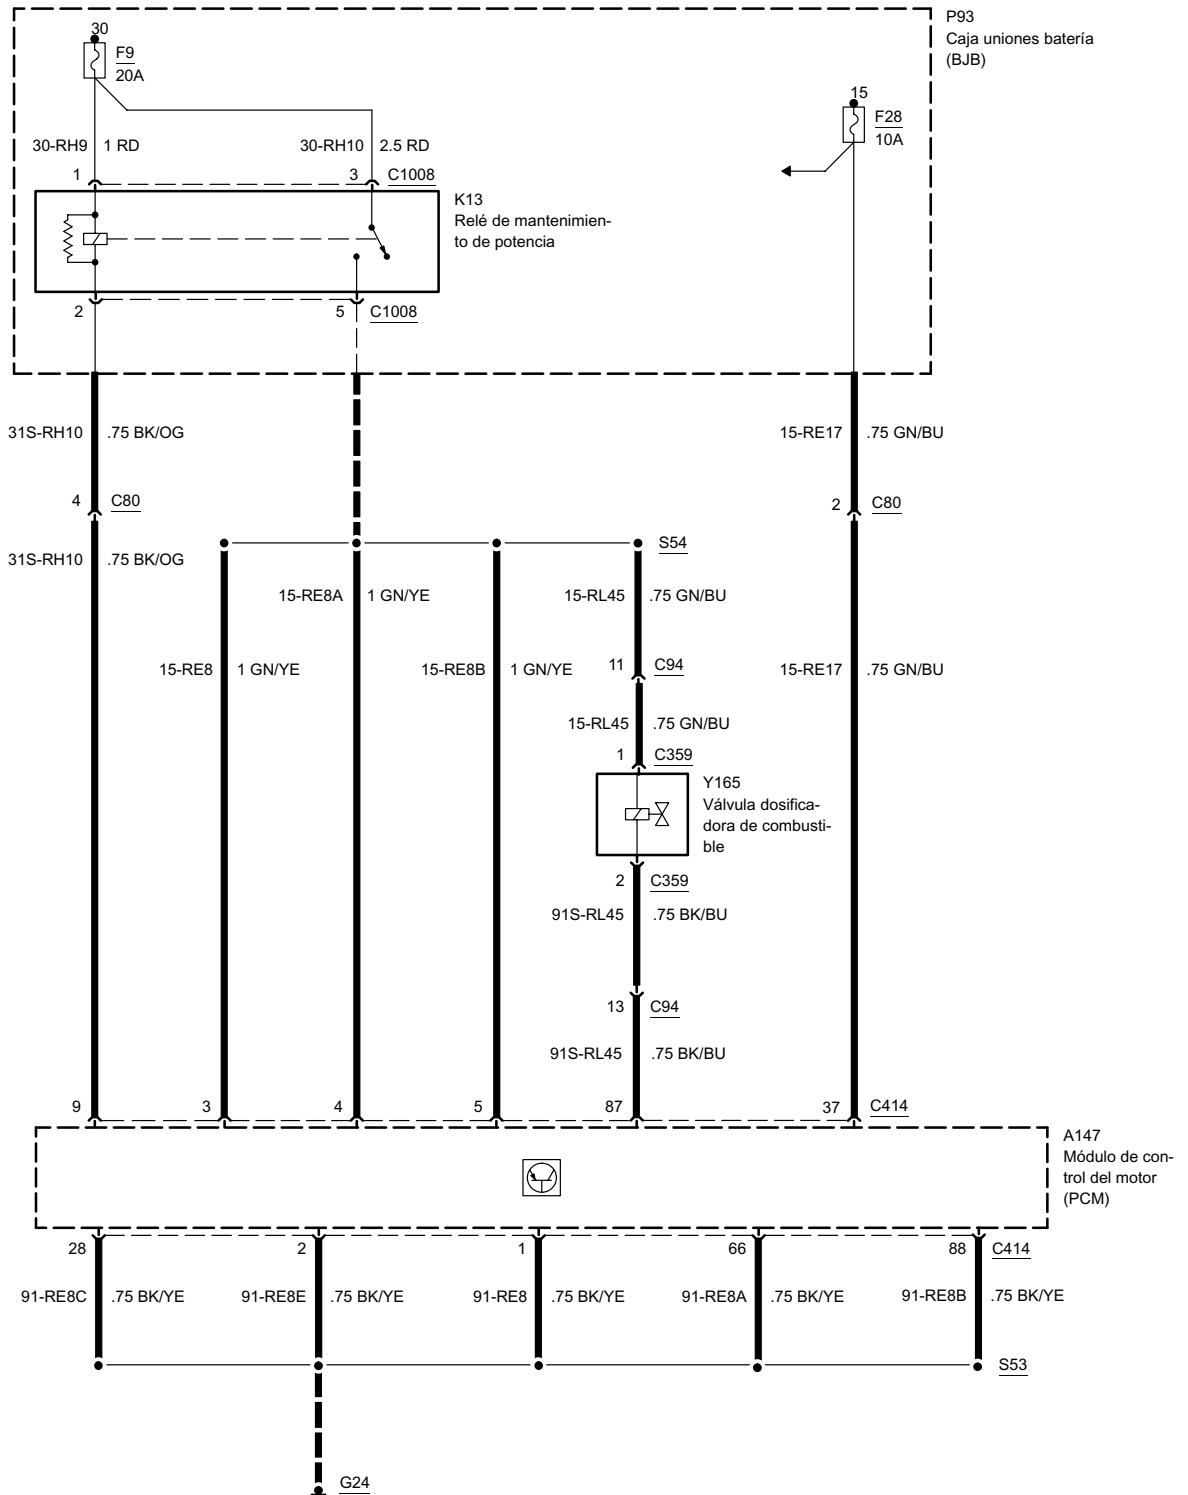 P93
Caja uniones batería
(BJB)
30
F9
20A
15
F28
10A
30-RH9 1 RD
30-RH10 2.5 RD
1
3 C1008
K13
Relé de mantenimien-
to de potencia
2
5 C1008
31S-RH10 .75 BK/OG
15-RE17 .75 GN/BU
4 C80
2 C80
31S-RH10 .75 BK/OG
S54
15-RE8A 1 GN/YE
15-RL45 .75 GN/BU
15-RE8 1 GN/YE
15-RE8B 1 GN/YE
11 C94
15-RE17 .75 GN/BU
15-RL45 .75 GN/BU
1 C359
Y165
Válvula dosifica-
dora de combusti-
ble
2 C359
91S-RL45 .75 BK/BU
13 C94
91S-RL45 .75 BK/BU
9
3
4
5
87
37 C414
A147
Módulo de con-
trol del motor
(PCM)
28
2
1
66
88 C414
91-RE8C .75 BK/YE
91-RE8E .75 BK/YE
91-RE8 .75 BK/YE
91-RE8A .75 BK/YE
91-RE8B .75 BK/YE
S53
G24